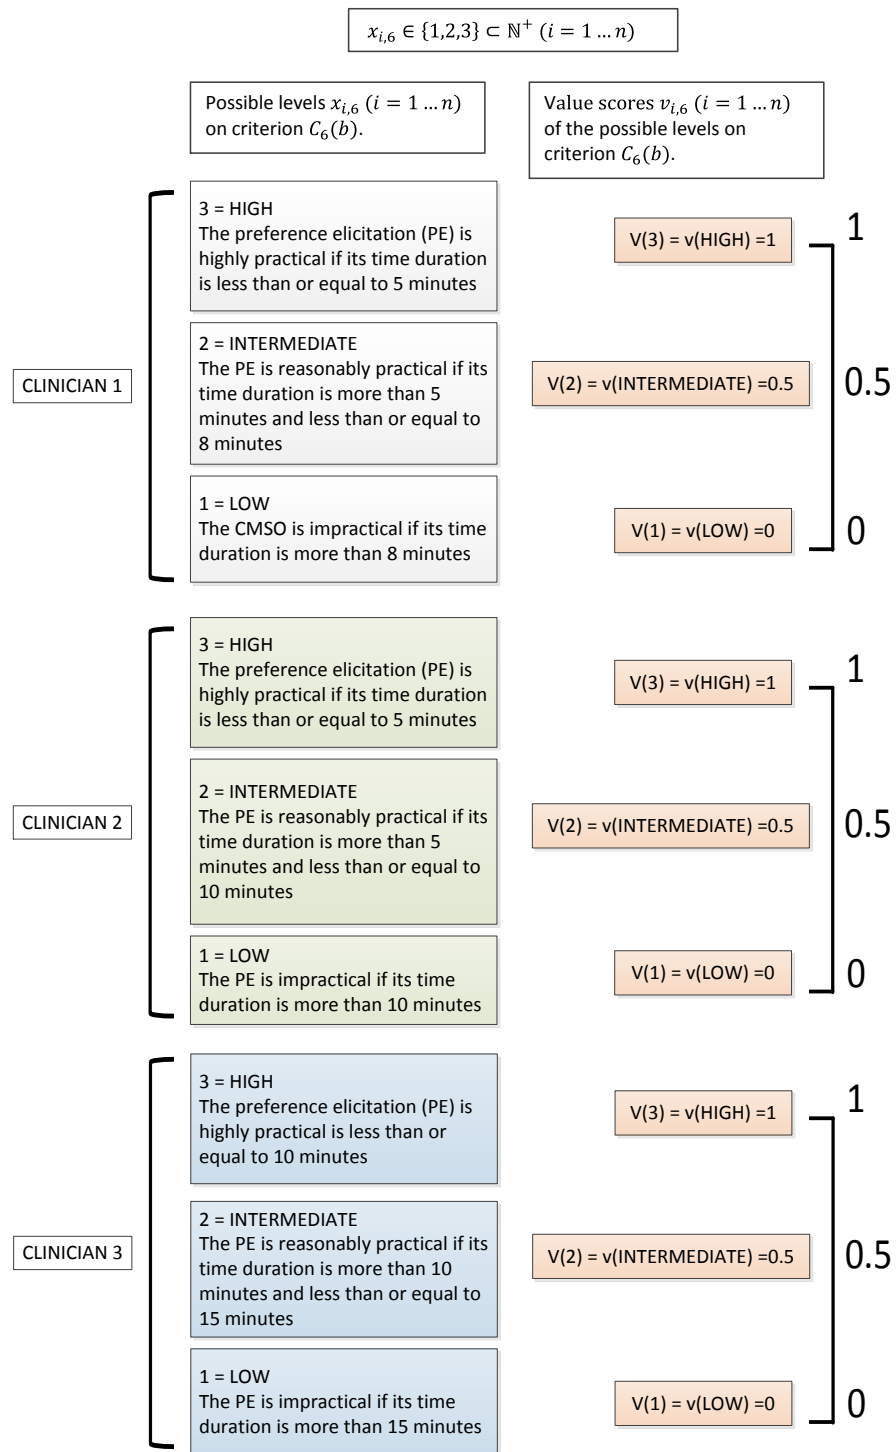 x_{i,6} ∈ {1,2,3} ⊂ ℕ⁺ (i = 1 … n)
Possible levels x_{i,6} (i = 1 … n)
on criterion C_6(b).
Value scores v_{i,6} (i = 1 … n)
of the possible levels on
criterion C_6(b).
CLINICIAN 1
3 = HIGH
The preference elicitation (PE) is
highly practical if its time duration
is less than or equal to 5 minutes
V(3) = v(HIGH) =1
1
2 = INTERMEDIATE
The PE is reasonably practical if its
time duration is more than 5
minutes and less than or equal to
8 minutes
V(2) = v(INTERMEDIATE) =0.5
0.5
1 = LOW
The CMSO is impractical if its time
duration is more than 8 minutes
V(1) = v(LOW) =0
0
CLINICIAN 2
3 = HIGH
The preference elicitation (PE) is
highly practical if its time duration
is less than or equal to 5 minutes
V(3) = v(HIGH) =1
1
2 = INTERMEDIATE
The PE is reasonably practical if its
time duration is more than 5
minutes and less than or equal to
10 minutes
V(2) = v(INTERMEDIATE) =0.5
0.5
1 = LOW
The PE is impractical if its time
duration is more than 10 minutes
V(1) = v(LOW) =0
0
CLINICIAN 3
3 = HIGH
The preference elicitation (PE) is
highly practical is less than or
equal to 10 minutes
V(3) = v(HIGH) =1
1
2 = INTERMEDIATE
The PE is reasonably practical if its
time duration is more than 10
minutes and less than or equal to
15 minutes
V(2) = v(INTERMEDIATE) =0.5
0.5
1 = LOW
The PE is impractical if its time
duration is more than 15 minutes
V(1) = v(LOW) =0
0